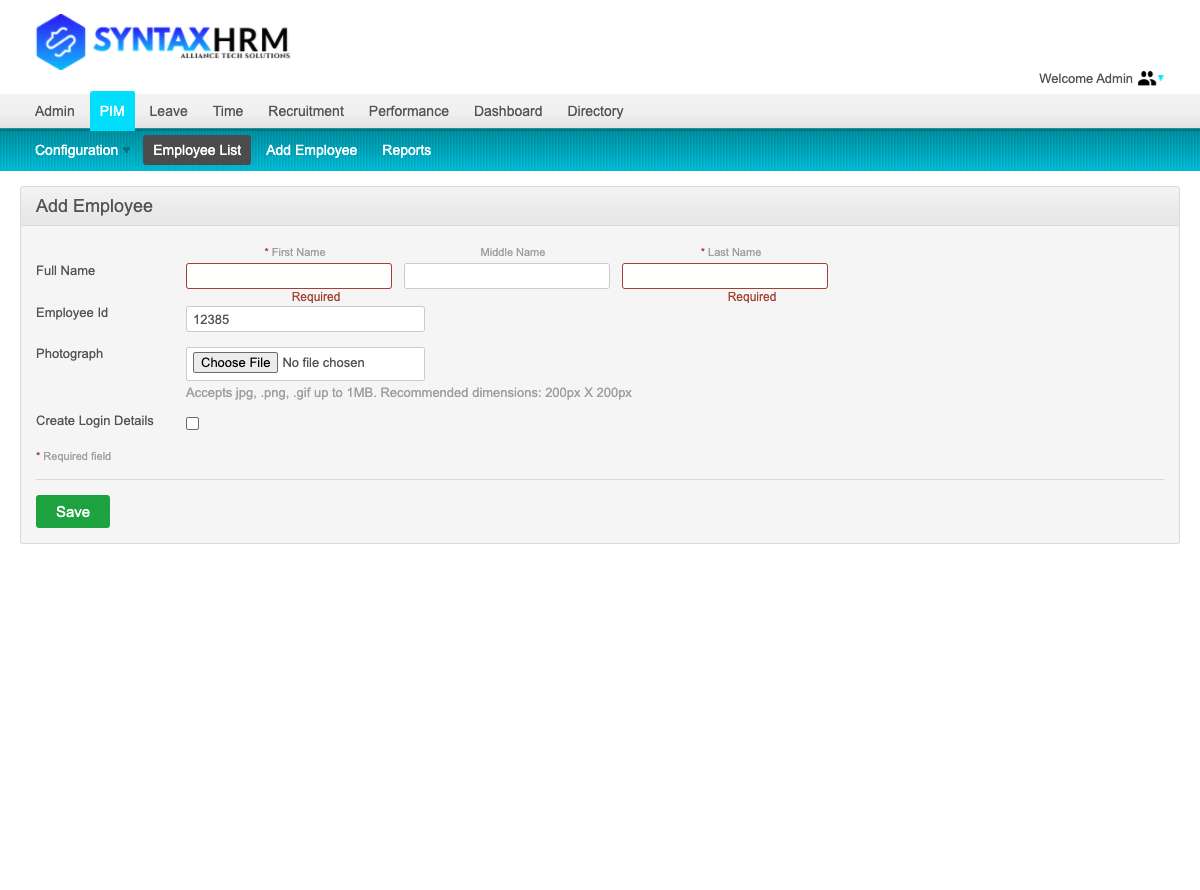 SYNTAXHRM
ALLIANCE TECH SOLUTIONS
Welcome Admin
Admin PIM Leave Time Recruitment Performance Dashboard Directory
Configuration Employee List Add Employee Reports
Add Employee
* First Name Middle Name * Last Name
Full Name
Required Required
Employee Id 12385
Photograph Choose File No file chosen
Accepts jpg, .png, .gif up to 1MB. Recommended dimensions: 200px X 200px
Create Login Details
* Required field
Save